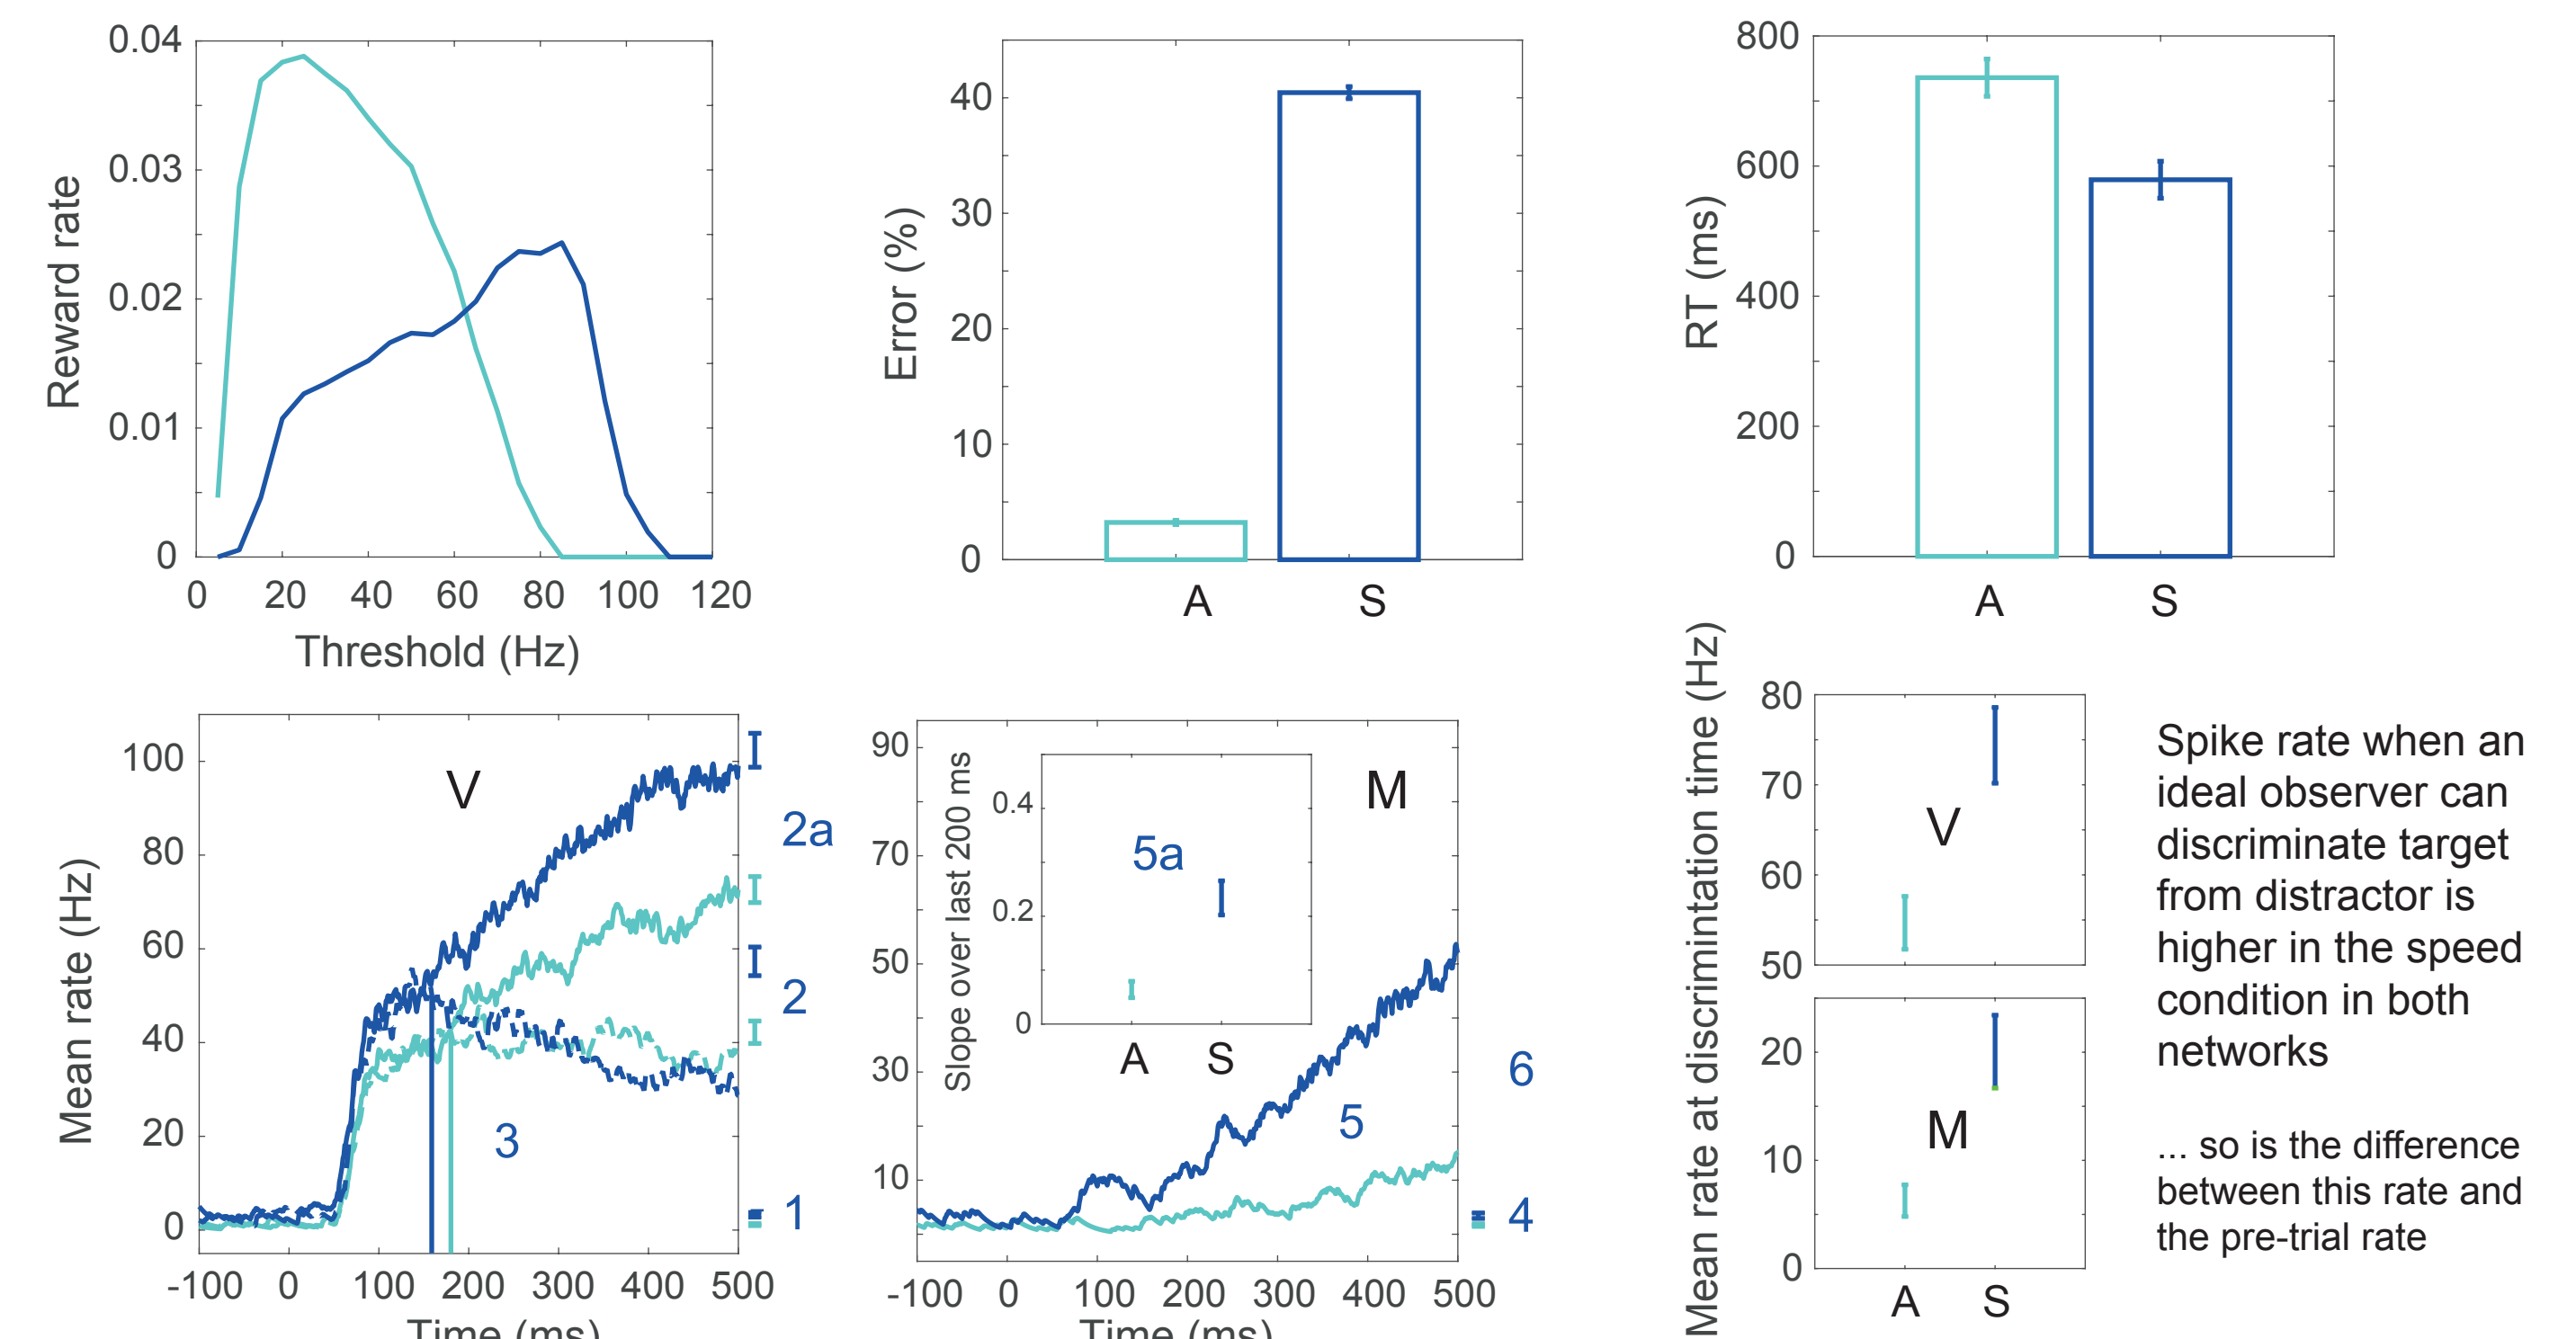 Reward rate
0.04
0.03
0.02
0.01
0
0 20 40 60 80 100 120
Threshold (Hz)
Error (%)
40
30
20
10
0
A S
RT (ms)
800
600
400
200
0
A S
Mean rate (Hz)
100
80
60
40
20
0
V
2a
2
3
1
-100 0 100 200 300 400 500
Time (ms)
90
70
50
30
10
Slope over last 200 ms
0.4
0.2
0
5a
A S
M
6
5
4
-100 0 100 200 300 400 500
Time (ms)
Mean rate at discrimintation time (Hz)
80
70
60
50
V
20
10
0
M
A S
Spike rate when an
ideal observer can
discriminate target
from distractor is
higher in the speed
condition in both
networks
... so is the difference
between this rate and
the pre-trial rate